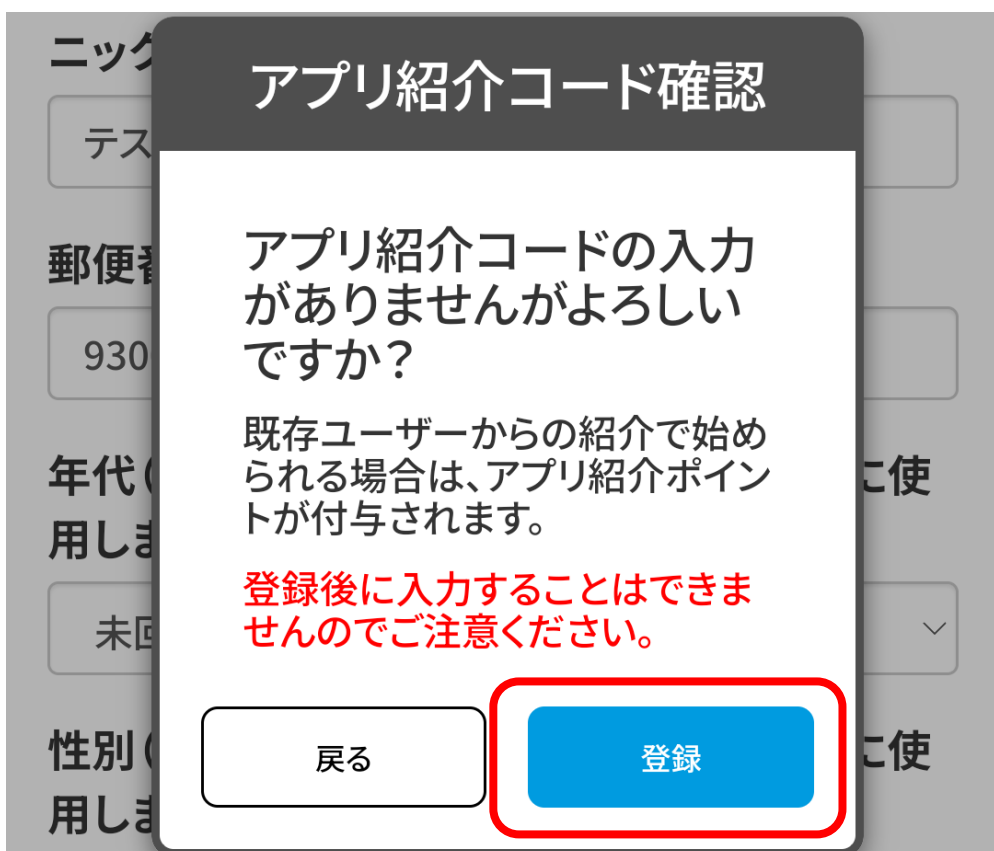 ニック
アプリ紹介コード確認
テス
アプリ紹介コードの入力
がありませんがよろしい
ですか?
郵便番
930
既存ユーザーからの紹介で始め
られる場合は、アプリ紹介ポイン
トが付与されます。
年代(
に使
用しま
登録後に入力することはできま
せんのでご注意ください。
未回
戻る
登録
性別(
に使
用しま